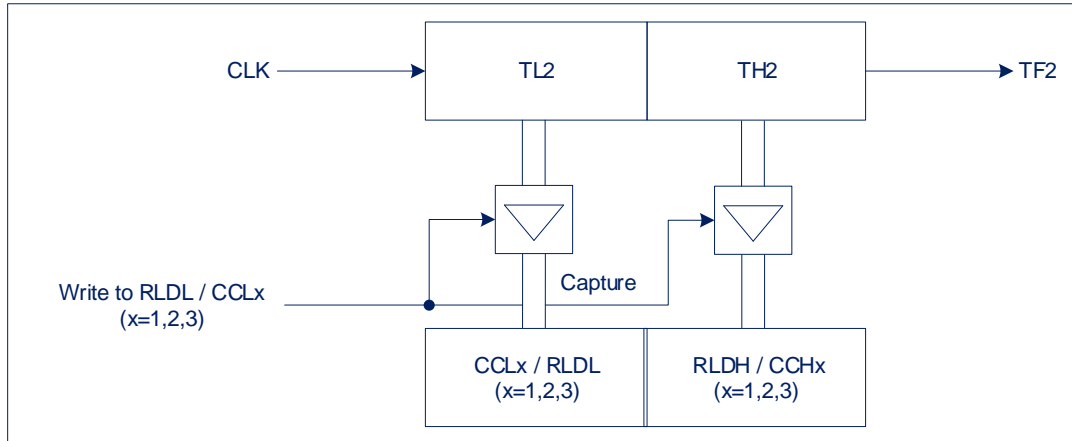 CLK
TL2
TH2
TF2
Capture
Write to RLDL / CCLx
(x=1,2,3)
CCLx / RLDL
(x=1,2,3)
RLDH / CCHx
(x=1,2,3)